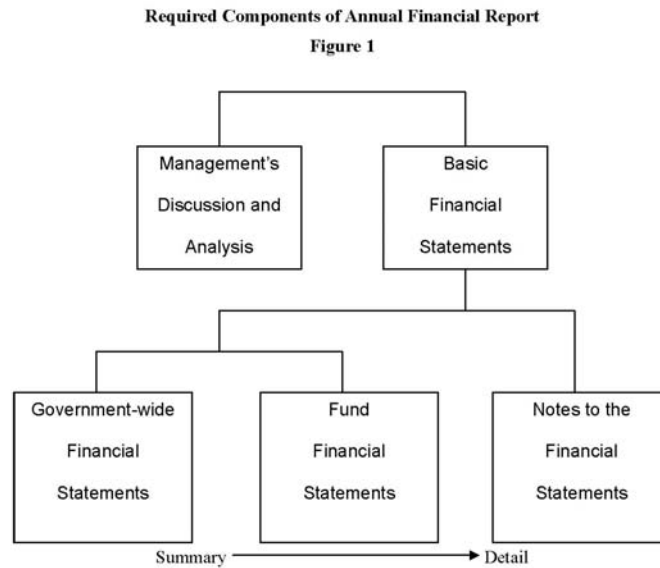 Required Components of Annual Financial Report
Figure 1
Management's
Discussion and
Analysis
Basic
Financial
Statements
Government-wide
Financial
Statements
Fund
Financial
Statements
Notes to the
Financial
Statements
Summary
Detail